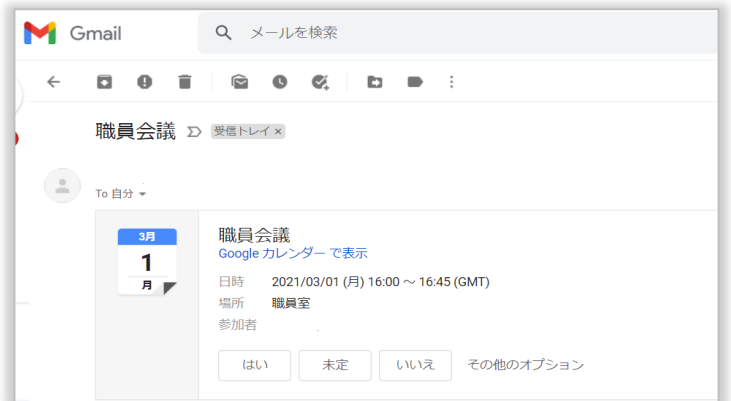 Gmail
メールを検索
職員会議 受信トレイ ×
To 自分
3月
1
月
職員会議
Google カレンダー で表示
日時 2021/03/01 (月) 16:00 ～ 16:45 (GMT)
場所 職員室
参加者
はい 未定 いいえ その他のオプション